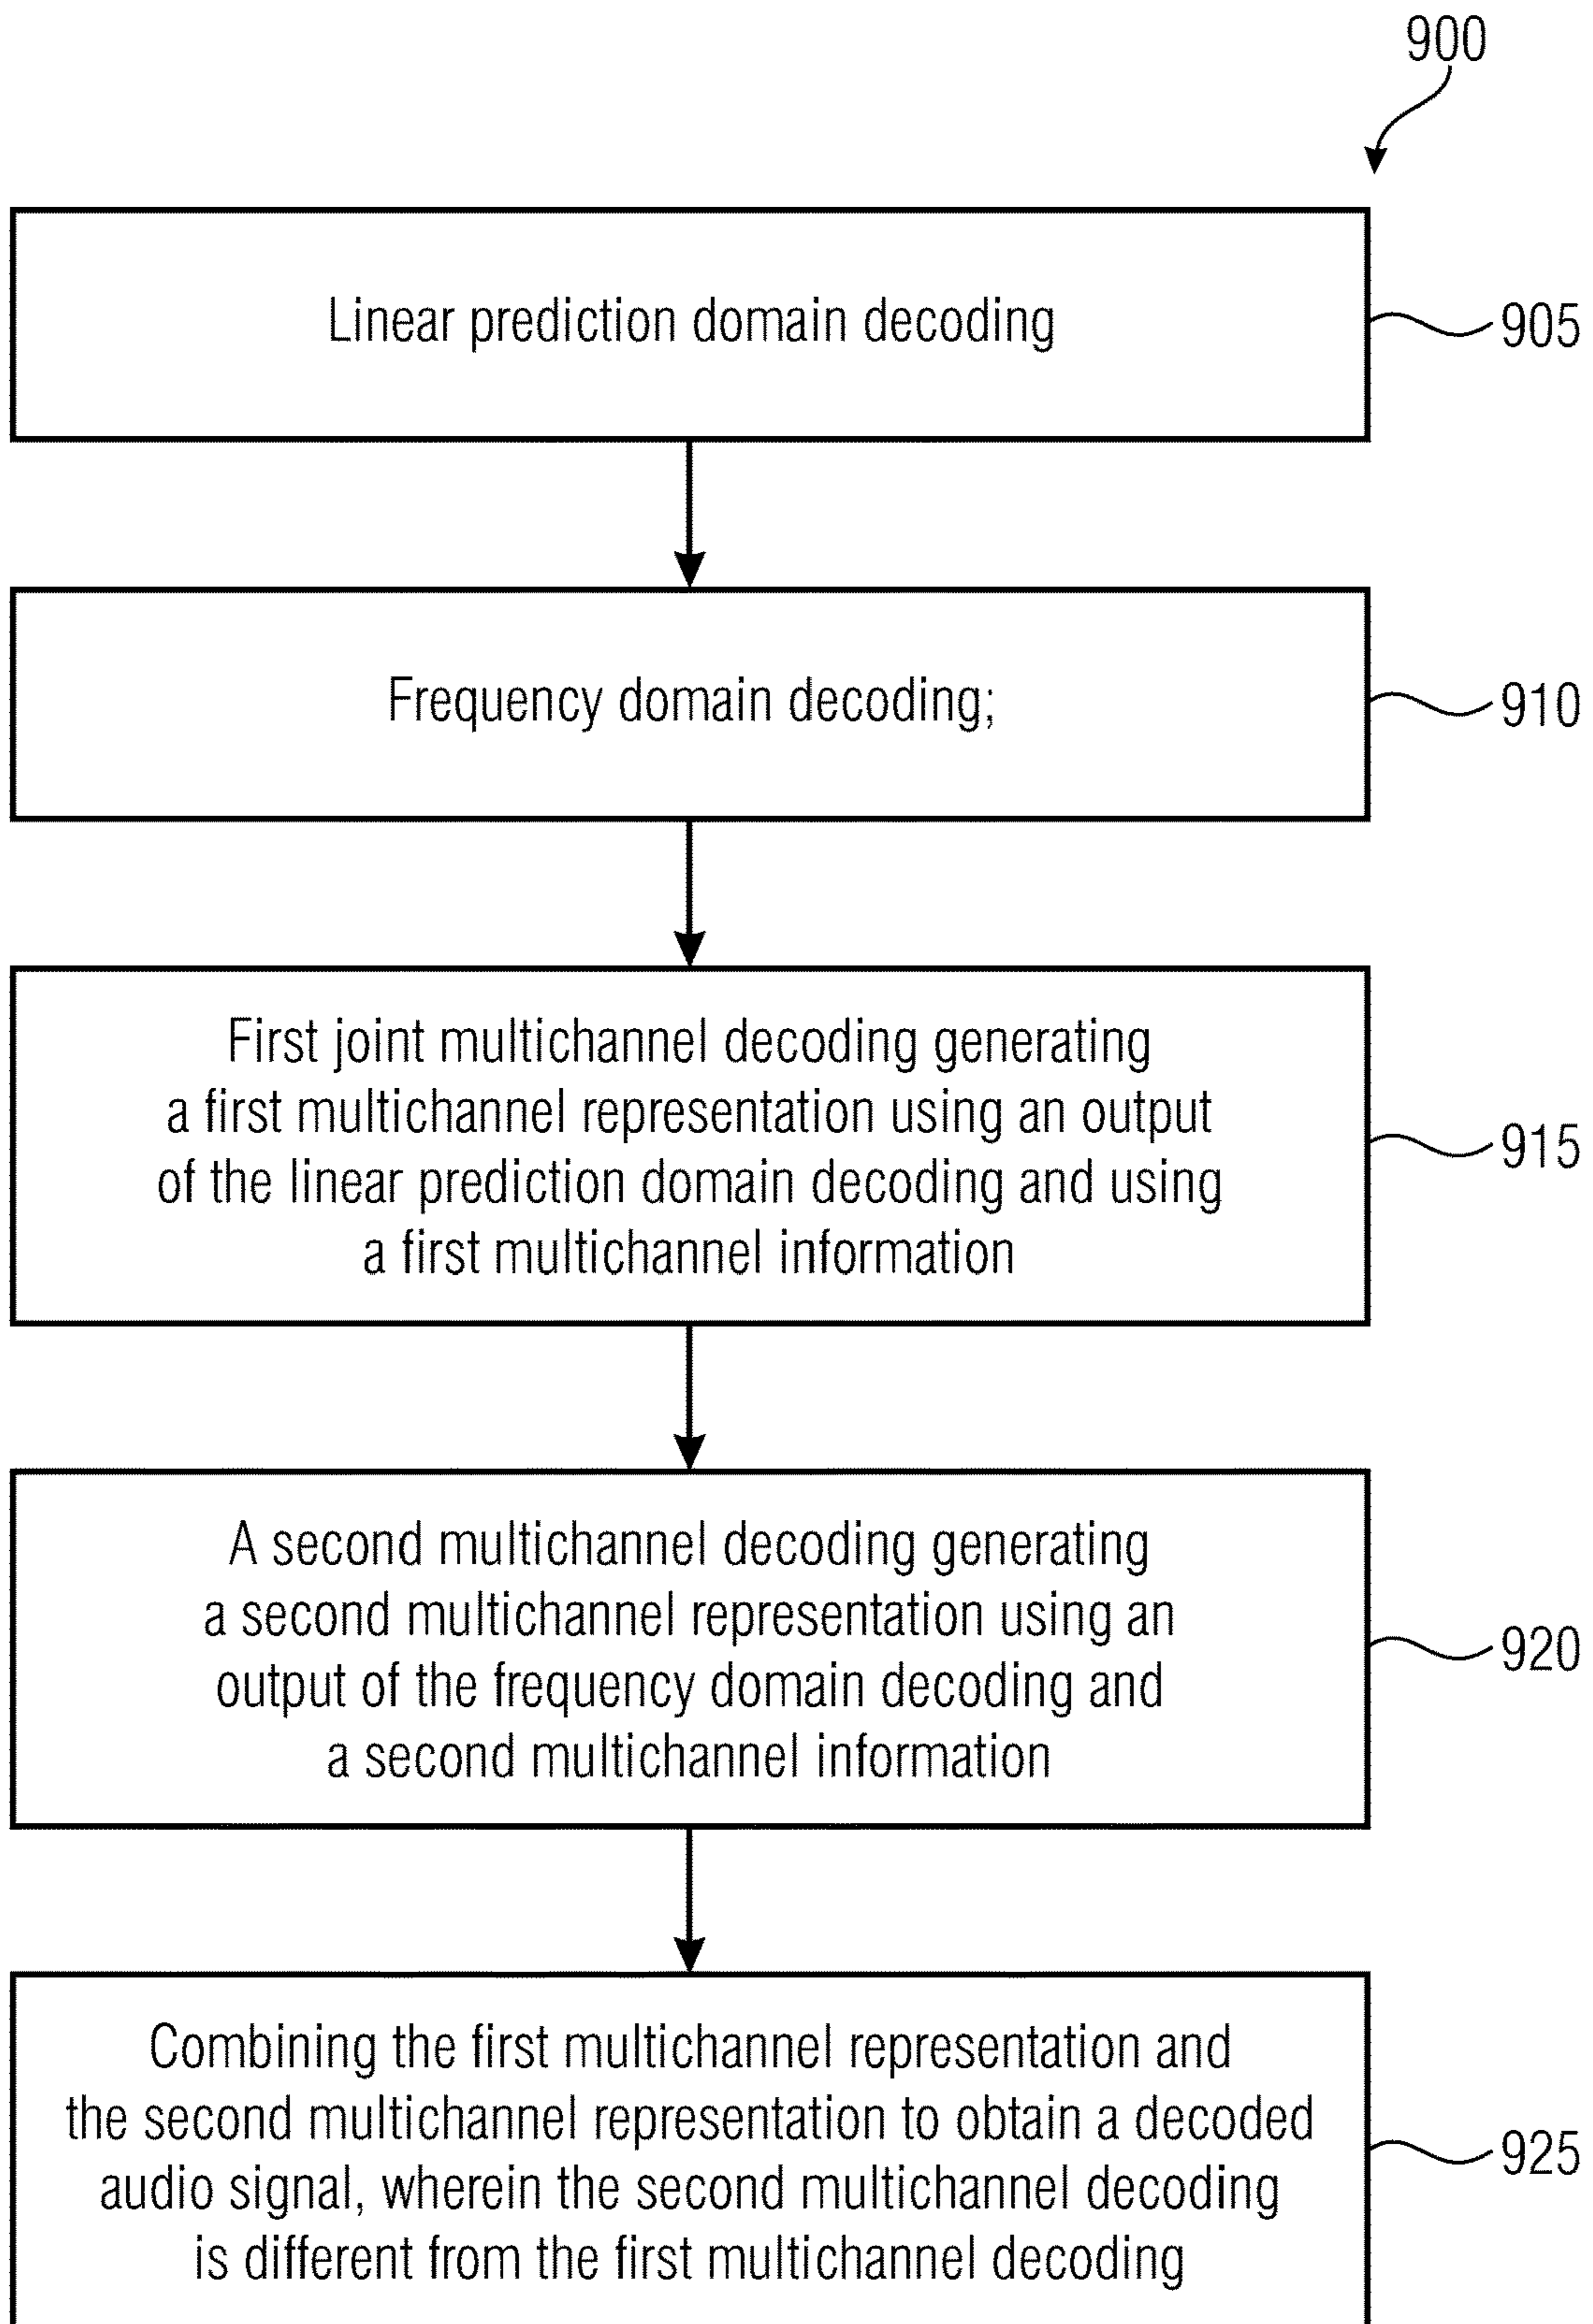 900
Linear prediction domain decoding
905
Frequency domain decoding;
910
First joint multichannel decoding generating
a first multichannel representation using an output
of the linear prediction domain decoding and using
a first multichannel information
915
A second multichannel decoding generating
a second multichannel representation using an
output of the frequency domain decoding and
a second multichannel information
920
Combining the first multichannel representation and
the second multichannel representation to obtain a decoded
audio signal, wherein the second multichannel decoding
is different from the first multichannel decoding
925